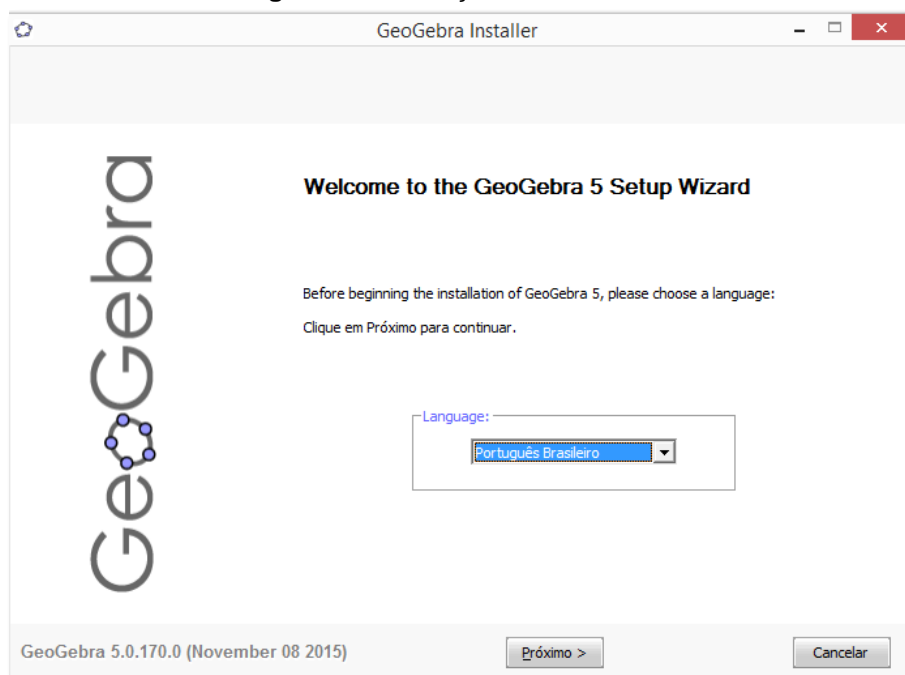 GeoGebra Installer
GeoGebra
Welcome to the GeoGebra 5 Setup Wizard
Before beginning the installation of GeoGebra 5, please choose a language:
Clique em Próximo para continuar.
Language:
Português Brasileiro
GeoGebra 5.0.170.0 (November 08 2015)
Próximo >
Cancelar